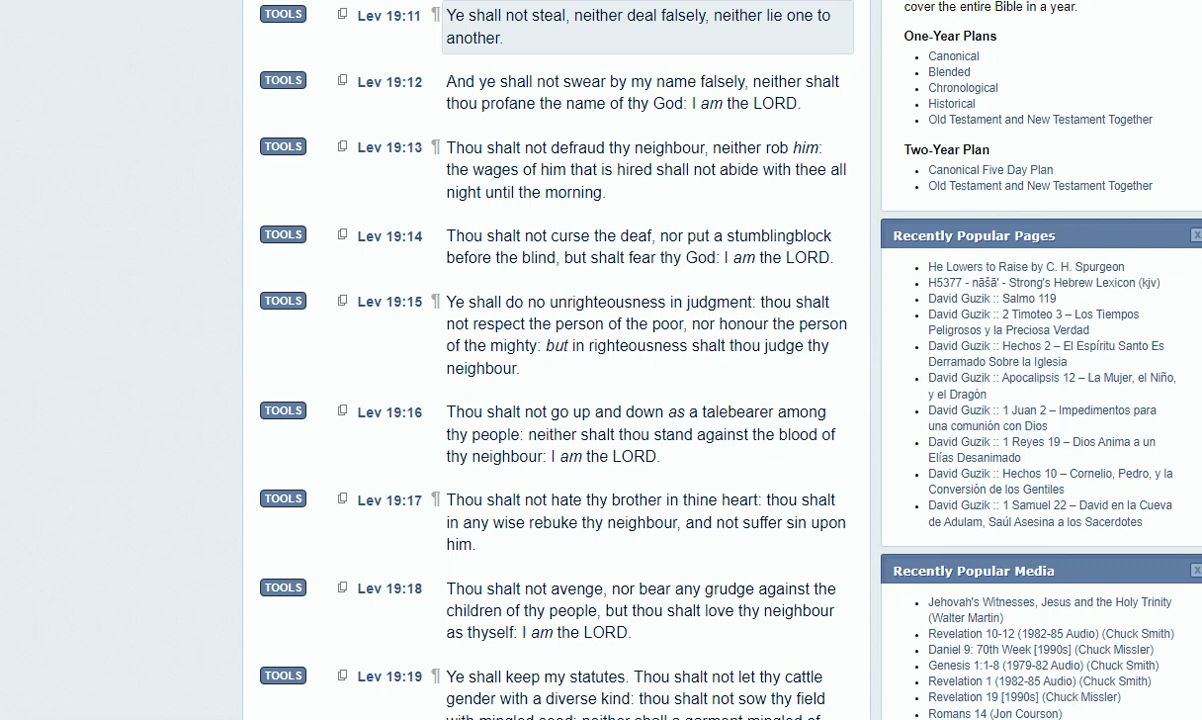 TOOLS Lev 19:11 ¶ Ye shall not steal, neither deal falsely, neither lie one to
another.
TOOLS Lev 19:12 And ye shall not swear by my name falsely, neither shalt
thou profane the name of thy God: I am the LORD.
TOOLS Lev 19:13 ¶ Thou shalt not defraud thy neighbour, neither rob him:
the wages of him that is hired shall not abide with thee all
night until the morning.
TOOLS Lev 19:14 Thou shalt not curse the deaf, nor put a stumblingblock
before the blind, but shalt fear thy God: I am the LORD.
TOOLS Lev 19:15 ¶ Ye shall do no unrighteousness in judgment: thou shalt
not respect the person of the poor, nor honour the person
of the mighty: but in righteousness shalt thou judge thy
neighbour.
TOOLS Lev 19:16 Thou shalt not go up and down as a talebearer among
thy people: neither shalt thou stand against the blood of
thy neighbour: I am the LORD.
TOOLS Lev 19:17 ¶ Thou shalt not hate thy brother in thine heart: thou shalt
in any wise rebuke thy neighbour, and not suffer sin upon
him.
TOOLS Lev 19:18 Thou shalt not avenge, nor bear any grudge against the
children of thy people, but thou shalt love thy neighbour
as thyself: I am the LORD.
TOOLS Lev 19:19 ¶ Ye shall keep my statutes. Thou shalt not let thy cattle
gender with a diverse kind: thou shalt not sow thy field
with mingled seed: neither shall a garment mingled of
cover the entire Bible in a year.
One-Year Plans
Canonical
Blended
Chronological
Historical
Old Testament and New Testament Together
Two-Year Plan
Canonical Five Day Plan
Old Testament and New Testament Together
Recently Popular Pages x
He Lowers to Raise by C. H. Spurgeon
H5377 - nāšā' - Strong's Hebrew Lexicon (kjv)
David Guzik :: Salmo 119
David Guzik :: 2 Timoteo 3 – Los Tiempos
Peligrosos y la Preciosa Verdad
David Guzik :: Hechos 2 – El Espíritu Santo Es
Derramado Sobre la Iglesia
David Guzik :: Apocalipsis 12 – La Mujer, el Niño,
y el Dragón
David Guzik :: 1 Juan 2 – Impedimentos para
una comunión con Dios
David Guzik :: 1 Reyes 19 – Dios Anima a un
Elías Desanimado
David Guzik :: Hechos 10 – Cornelio, Pedro, y la
Conversión de los Gentiles
David Guzik :: 1 Samuel 22 – David en la Cueva
de Adulam, Saúl Asesina a los Sacerdotes
Recently Popular Media x
Jehovah's Witnesses, Jesus and the Holy Trinity
(Walter Martin)
Revelation 10-12 (1982-85 Audio) (Chuck Smith)
Daniel 9: 70th Week [1990s] (Chuck Missler)
Genesis 1:1-8 (1979-82 Audio) (Chuck Smith)
Revelation 1 (1982-85 Audio) (Chuck Smith)
Revelation 19 [1990s] (Chuck Missler)
Romans 14 (Jon Courson)